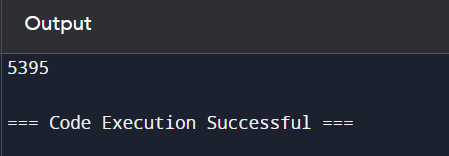 Output
5395
=== Code Execution Successful ===